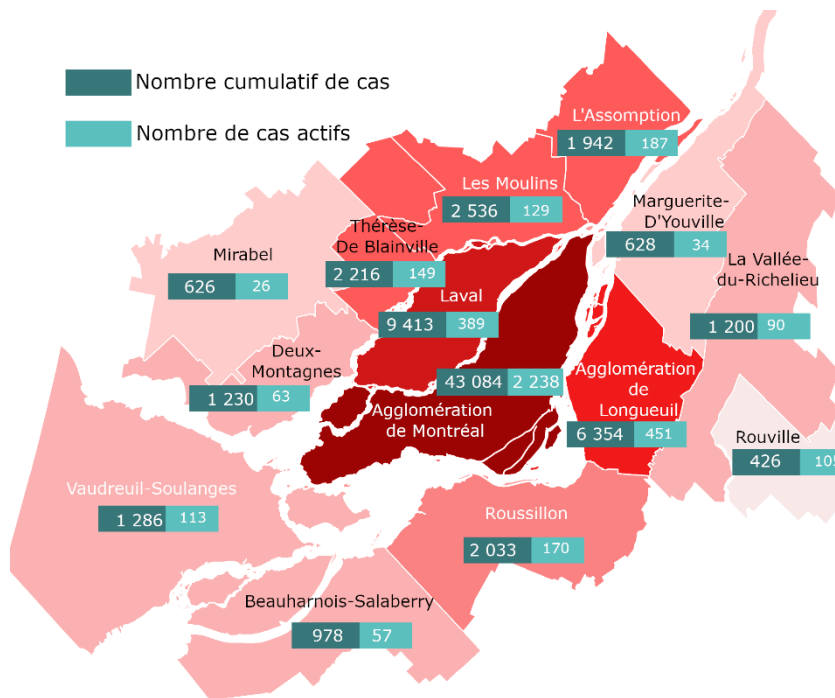 Nombre cumulatif de cas
Nombre de cas actifs
L'Assomption
1 942 187
Les Moulins
2 536 129
Marguerite-
D'Youville
628 34
Thérèse-
De Blainville
2 216 149
Mirabel
626 26
La Vallée-
du-Richelieu
1 200 90
Laval
9 413 389
Deux-
Montagnes
1 230 63
43 084 2 238
Agglomération
de Montréal
Agglomération
de
Longueuil
6 354 451
Rouville
426 105
Vaudreuil-Soulanges
1 286 113
Roussillon
2 033 170
Beauharnois-Salaberry
978 57